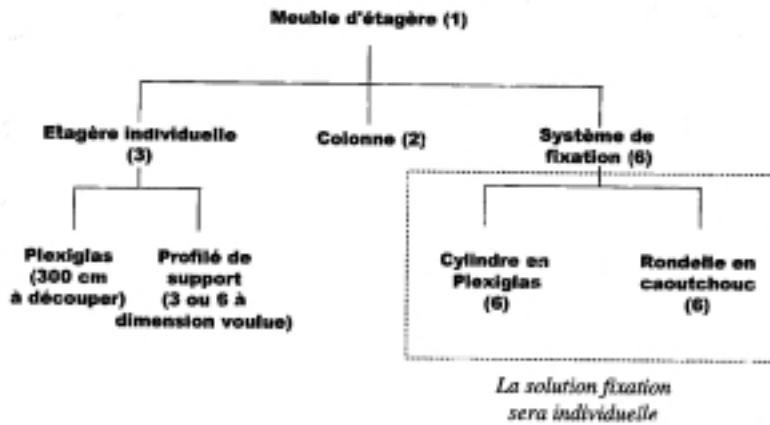 Meuble d'étagère (1)
Etagère individuelle
(3)
Colonne (2)
Système de
fixation (6)
Plexiglas
(300 cm
à découper)
Profilé de
support
(3 ou 6 à
dimension voulue)
Cylindre en
Plexiglas
(6)
Rondelle en
caoutchouc
(6)
La solution fixation
sera individuelle